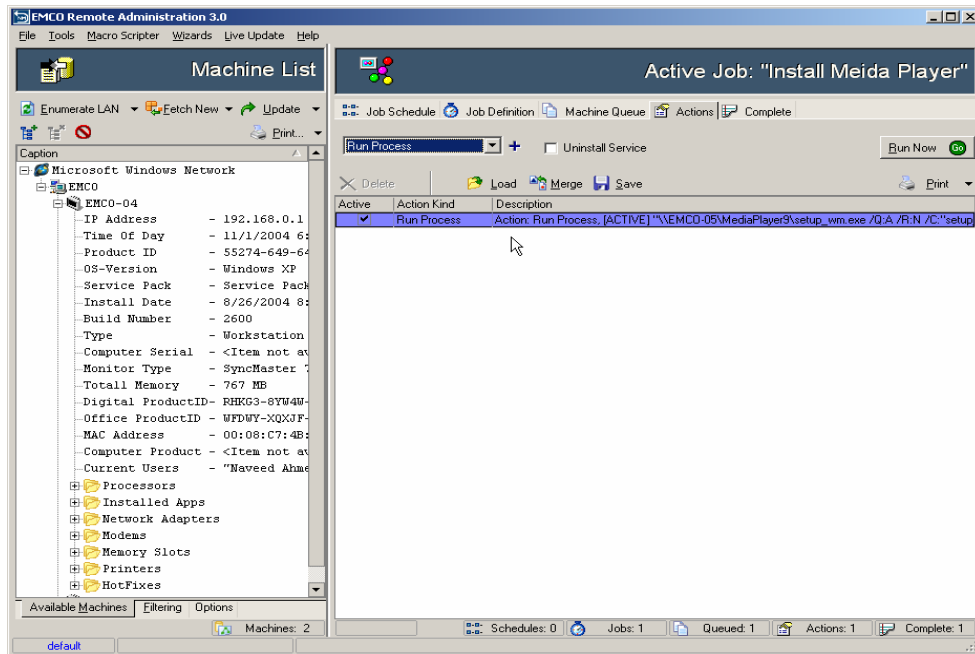 EMCO Remote Administration 3.0
File Tools Macro Scripter Wizards Live Update Help
Machine List
Active Job: "Install Meida Player"
Enumerate LAN Fetch New Update
Print...
Job Schedule Job Definition Machine Queue Actions Complete
Run Process Uninstall Service Run Now Go
Delete Load Merge Save Print
Caption
Active Action Kind Description
Run Process Action: Run Process, [ACTIVE] "\\EMCO-05\MediaPlayer9\setup_wm.exe /Q:A /R:N /C:"setup
Microsoft Windows Network
EMCO
EMCO-04
IP Address - 192.168.0.1
Time Of Day - 11/1/2004 6:
Product ID - 55274-649-64
OS-Version - Windows XP
Service Pack - Service Pack
Install Date - 8/26/2004 8:
Build Number - 2600
Type - Workstation
Computer Serial - <Item not av
Monitor Type - SyncMaster 7
Totall Memory - 767 MB
Digital ProductID- RHKG3-8YW4W-
Office ProductID - WFDWY-XQXJF-
MAC Address - 00:08:C7:4B:
Computer Product - <Item not av
Current Users - "Naveed Ahme
Processors
Installed Apps
Network Adapters
Modems
Memory Slots
Printers
HotFixes
Available Machines Filtering Options
Machines: 2
Schedules: 0 Jobs: 1 Queued: 1 Actions: 1 Complete: 1
default